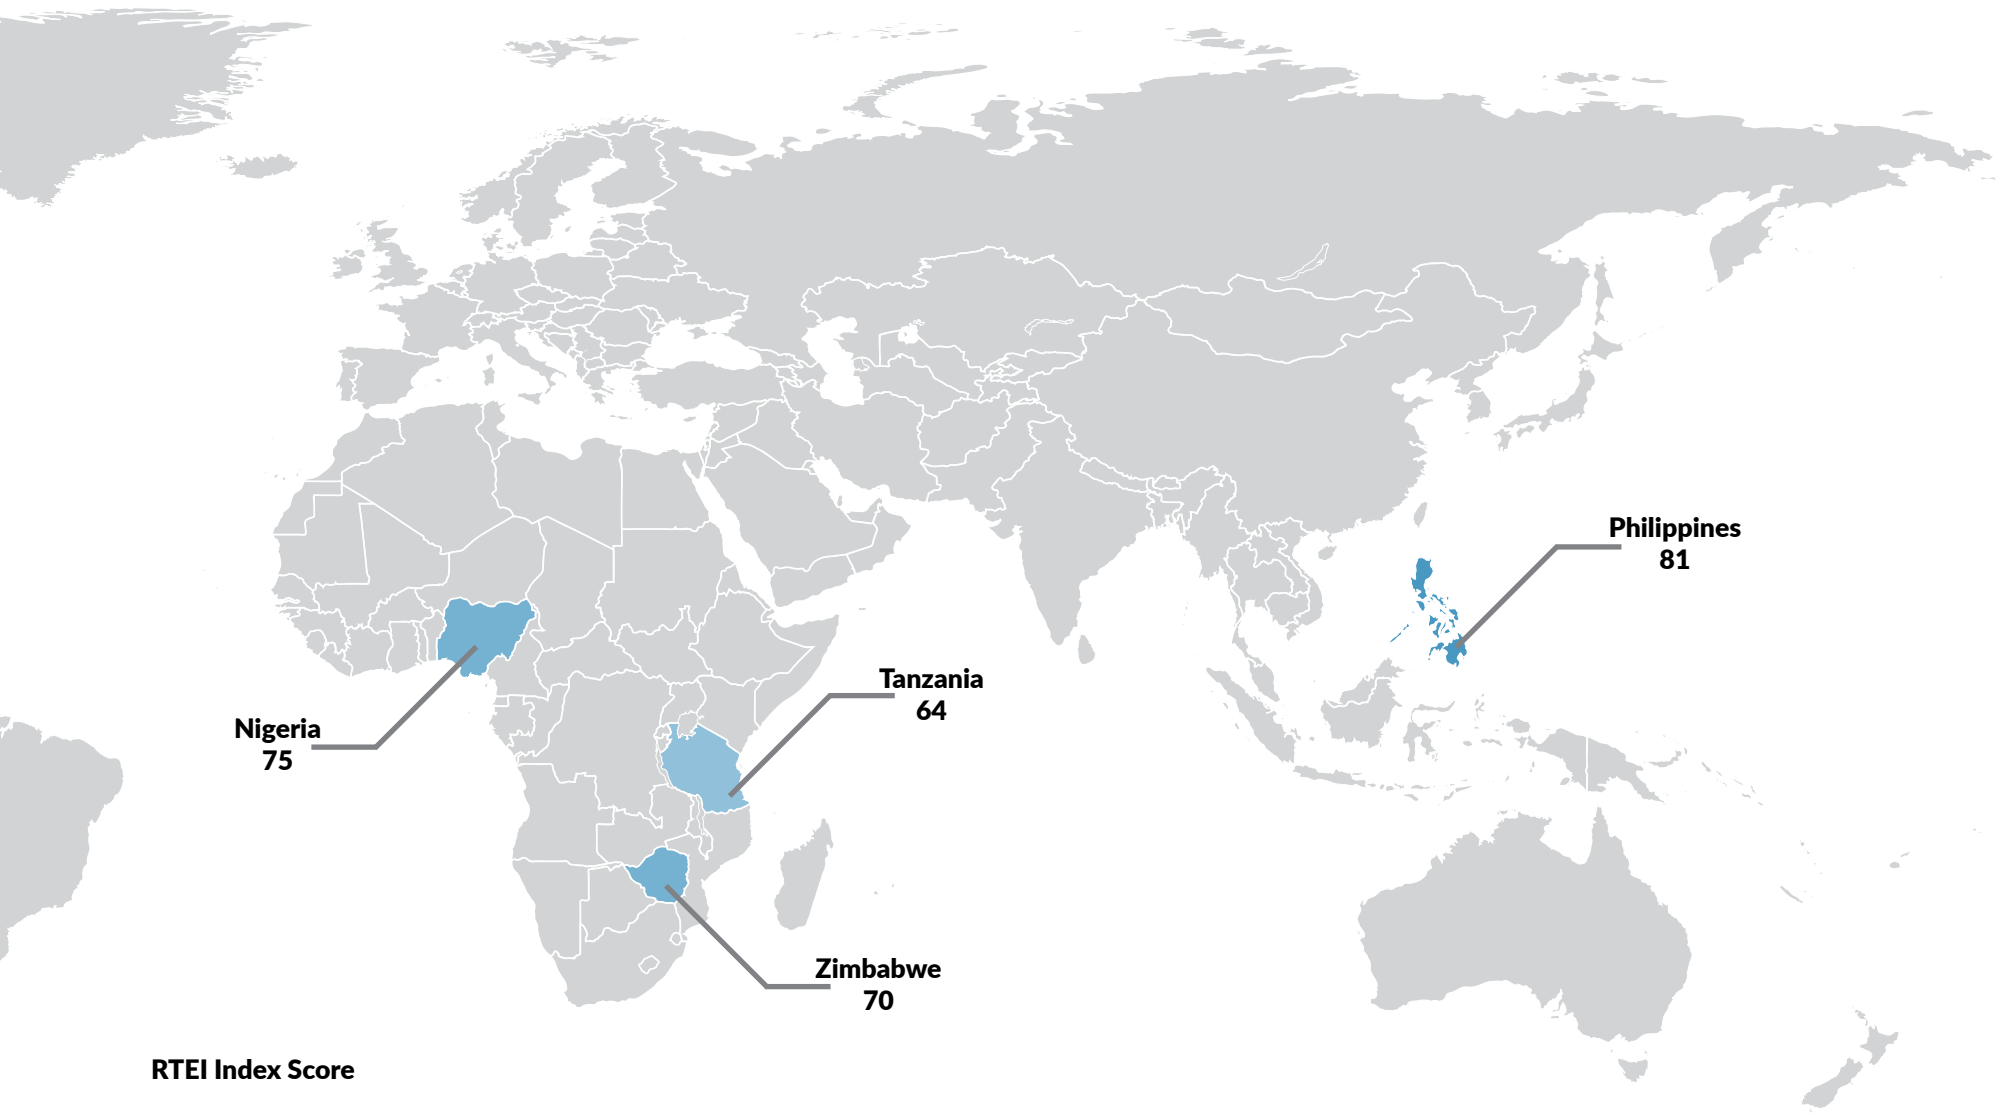 Philippines
81
Tanzania
64
Nigeria
75
Zimbabwe
70
RTEI Index Score